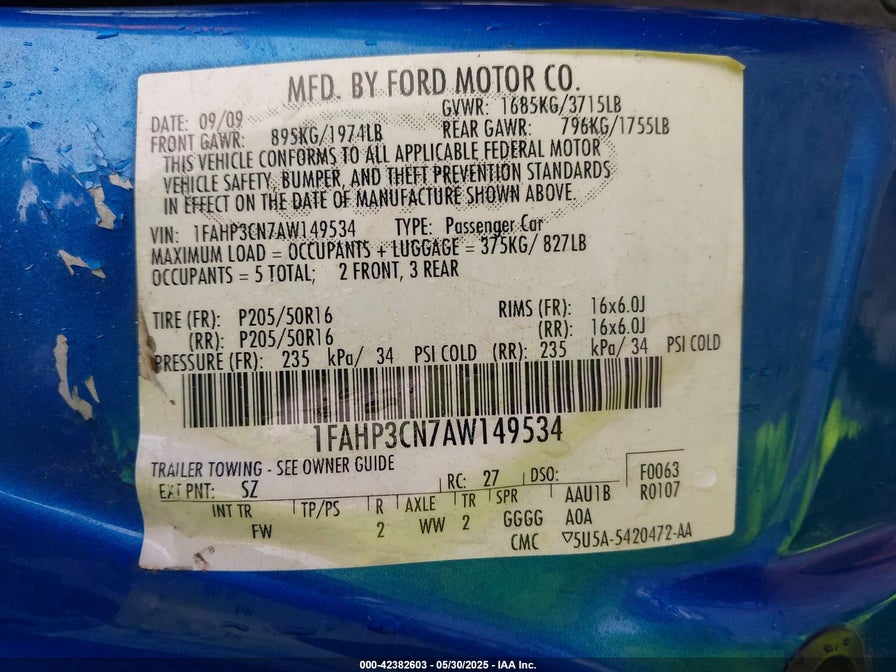 MFD. BY FORD MOTOR CO.
DATE: 09/09 GVWR: 1685KG/3715LB
FRONT GAWR: 895KG/1974LB REAR GAWR: 796KG/1755LB
THIS VEHICLE CONFORMS TO ALL APPLICABLE FEDERAL MOTOR
VEHICLE SAFETY, BUMPER, AND THEFT PREVENTION STANDARDS
IN EFFECT ON THE DATE OF MANUFACTURE SHOWN ABOVE.
VIN: 1FAHP3CN7AW149534 TYPE: Passenger Car
MAXIMUM LOAD = OCCUPANTS + LUGGAGE = 375KG/ 827LB
OCCUPANTS = 5 TOTAL; 2 FRONT, 3 REAR
TIRE (FR): P205/50R16 RIMS (FR): 16x6.0J
(RR): P205/50R16 (RR): 16x6.0J
PRESSURE (FR): 235 kPa/ 34 PSI COLD (RR): 235 kPa/ 34 PSI COLD
1FAHP3CN7AW149534
TRAILER TOWING - SEE OWNER GUIDE
EXT PNT: SZ RC: 27 DSO: F0063
R0107
INT TR TP/PS R AXLE TR SPR AAU1B
FW 2 WW 2 GGGG A0A
CMC ▽5U5A-5420472-AA
000-42382603 - 05/30/2025 - IAA Inc.